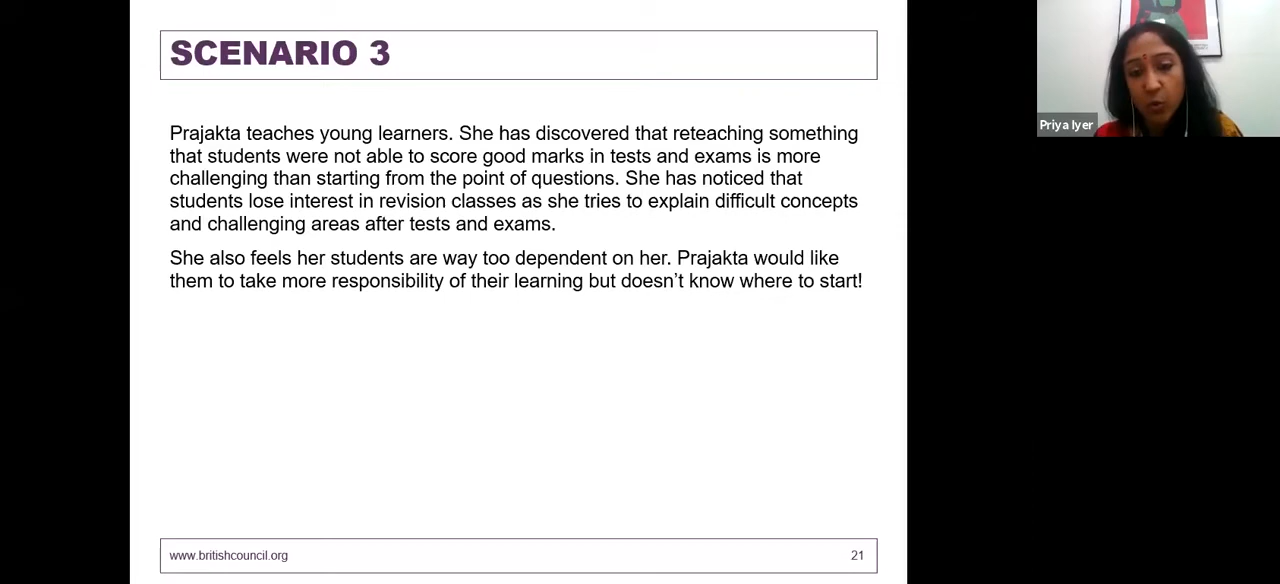 SCENARIO 3
Prajakta teaches young learners. She has discovered that reteaching something
that students were not able to score good marks in tests and exams is more
challenging than starting from the point of questions. She has noticed that
students lose interest in revision classes as she tries to explain difficult concepts
and challenging areas after tests and exams.
She also feels her students are way too dependent on her. Prajakta would like
them to take more responsibility of their learning but doesn't know where to start!
www.britishcouncil.org
21
Priya Iyer